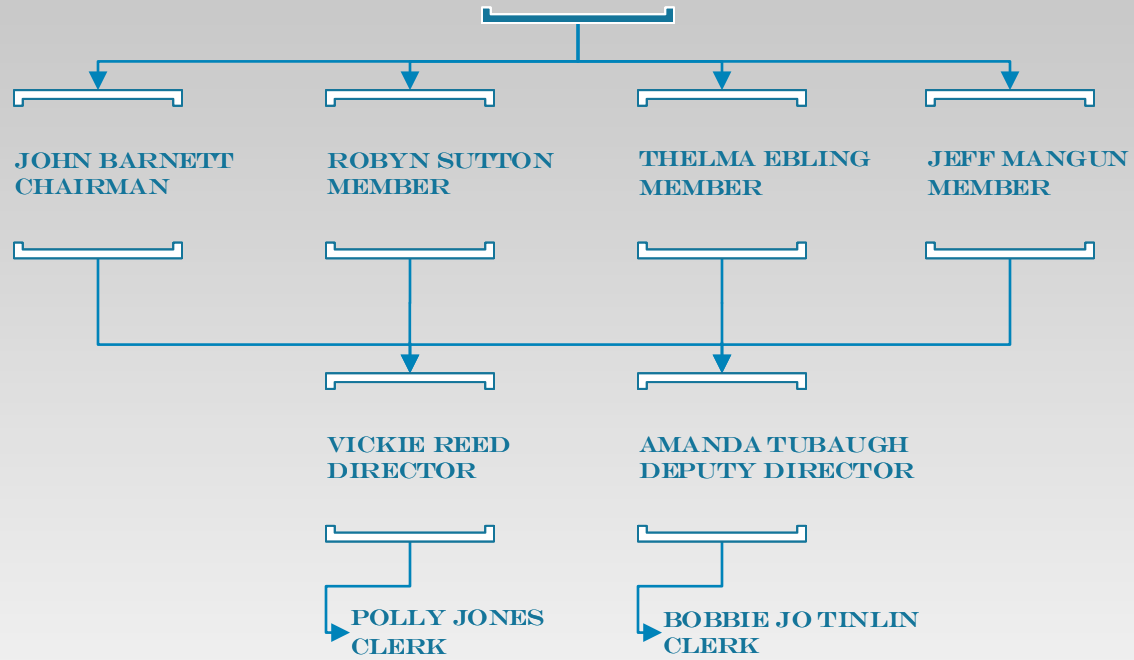 JOHN BARNETT
CHAIRMAN
ROBYN SUTTON
MEMBER
THELMA EBLING
MEMBER
JEFF MANGUN
MEMBER
VICKIE REED
DIRECTOR
AMANDA TUBAUGH
DEPUTY DIRECTOR
POLLY JONES
CLERK
BOBBIE JO TINLIN
CLERK